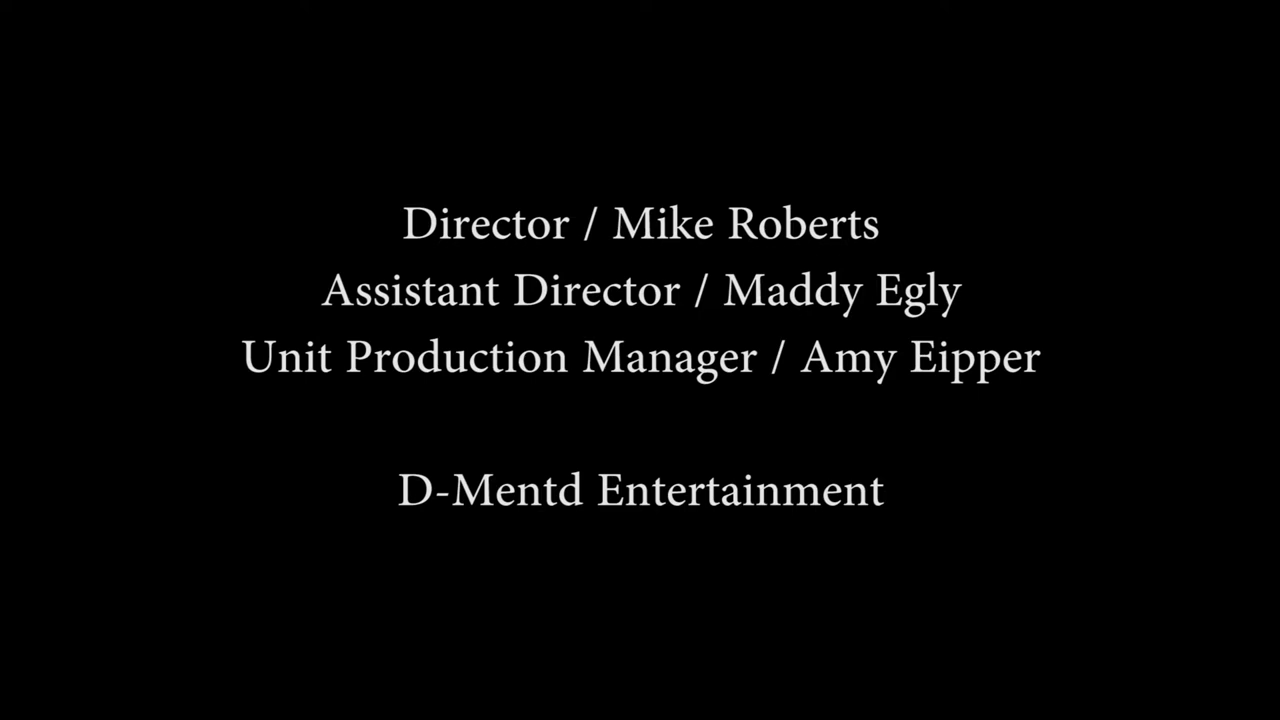 Director / Mike Roberts
Assistant Director / Maddy Egly
Unit Production Manager / Amy Eipper
D-Mentd Entertainment